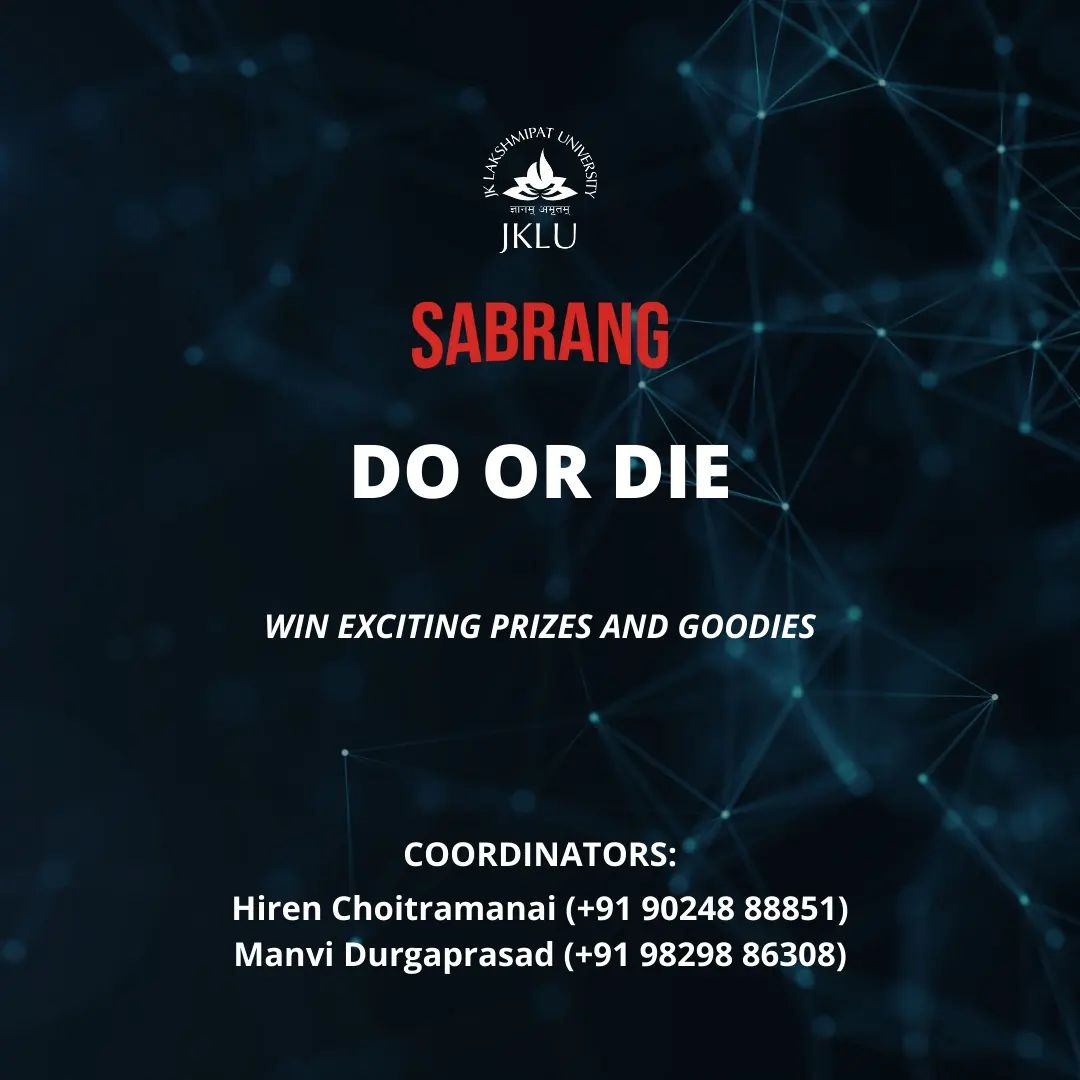 JK LAKSHMIPAT UNIVERSITY
ज्ञानम् अमृतम्
JKLU
SABRANG
DO OR DIE
WIN EXCITING PRIZES AND GOODIES
COORDINATORS:
Hiren Choitramanai (+91 90248 88851)
Manvi Durgaprasad (+91 98298 86308)